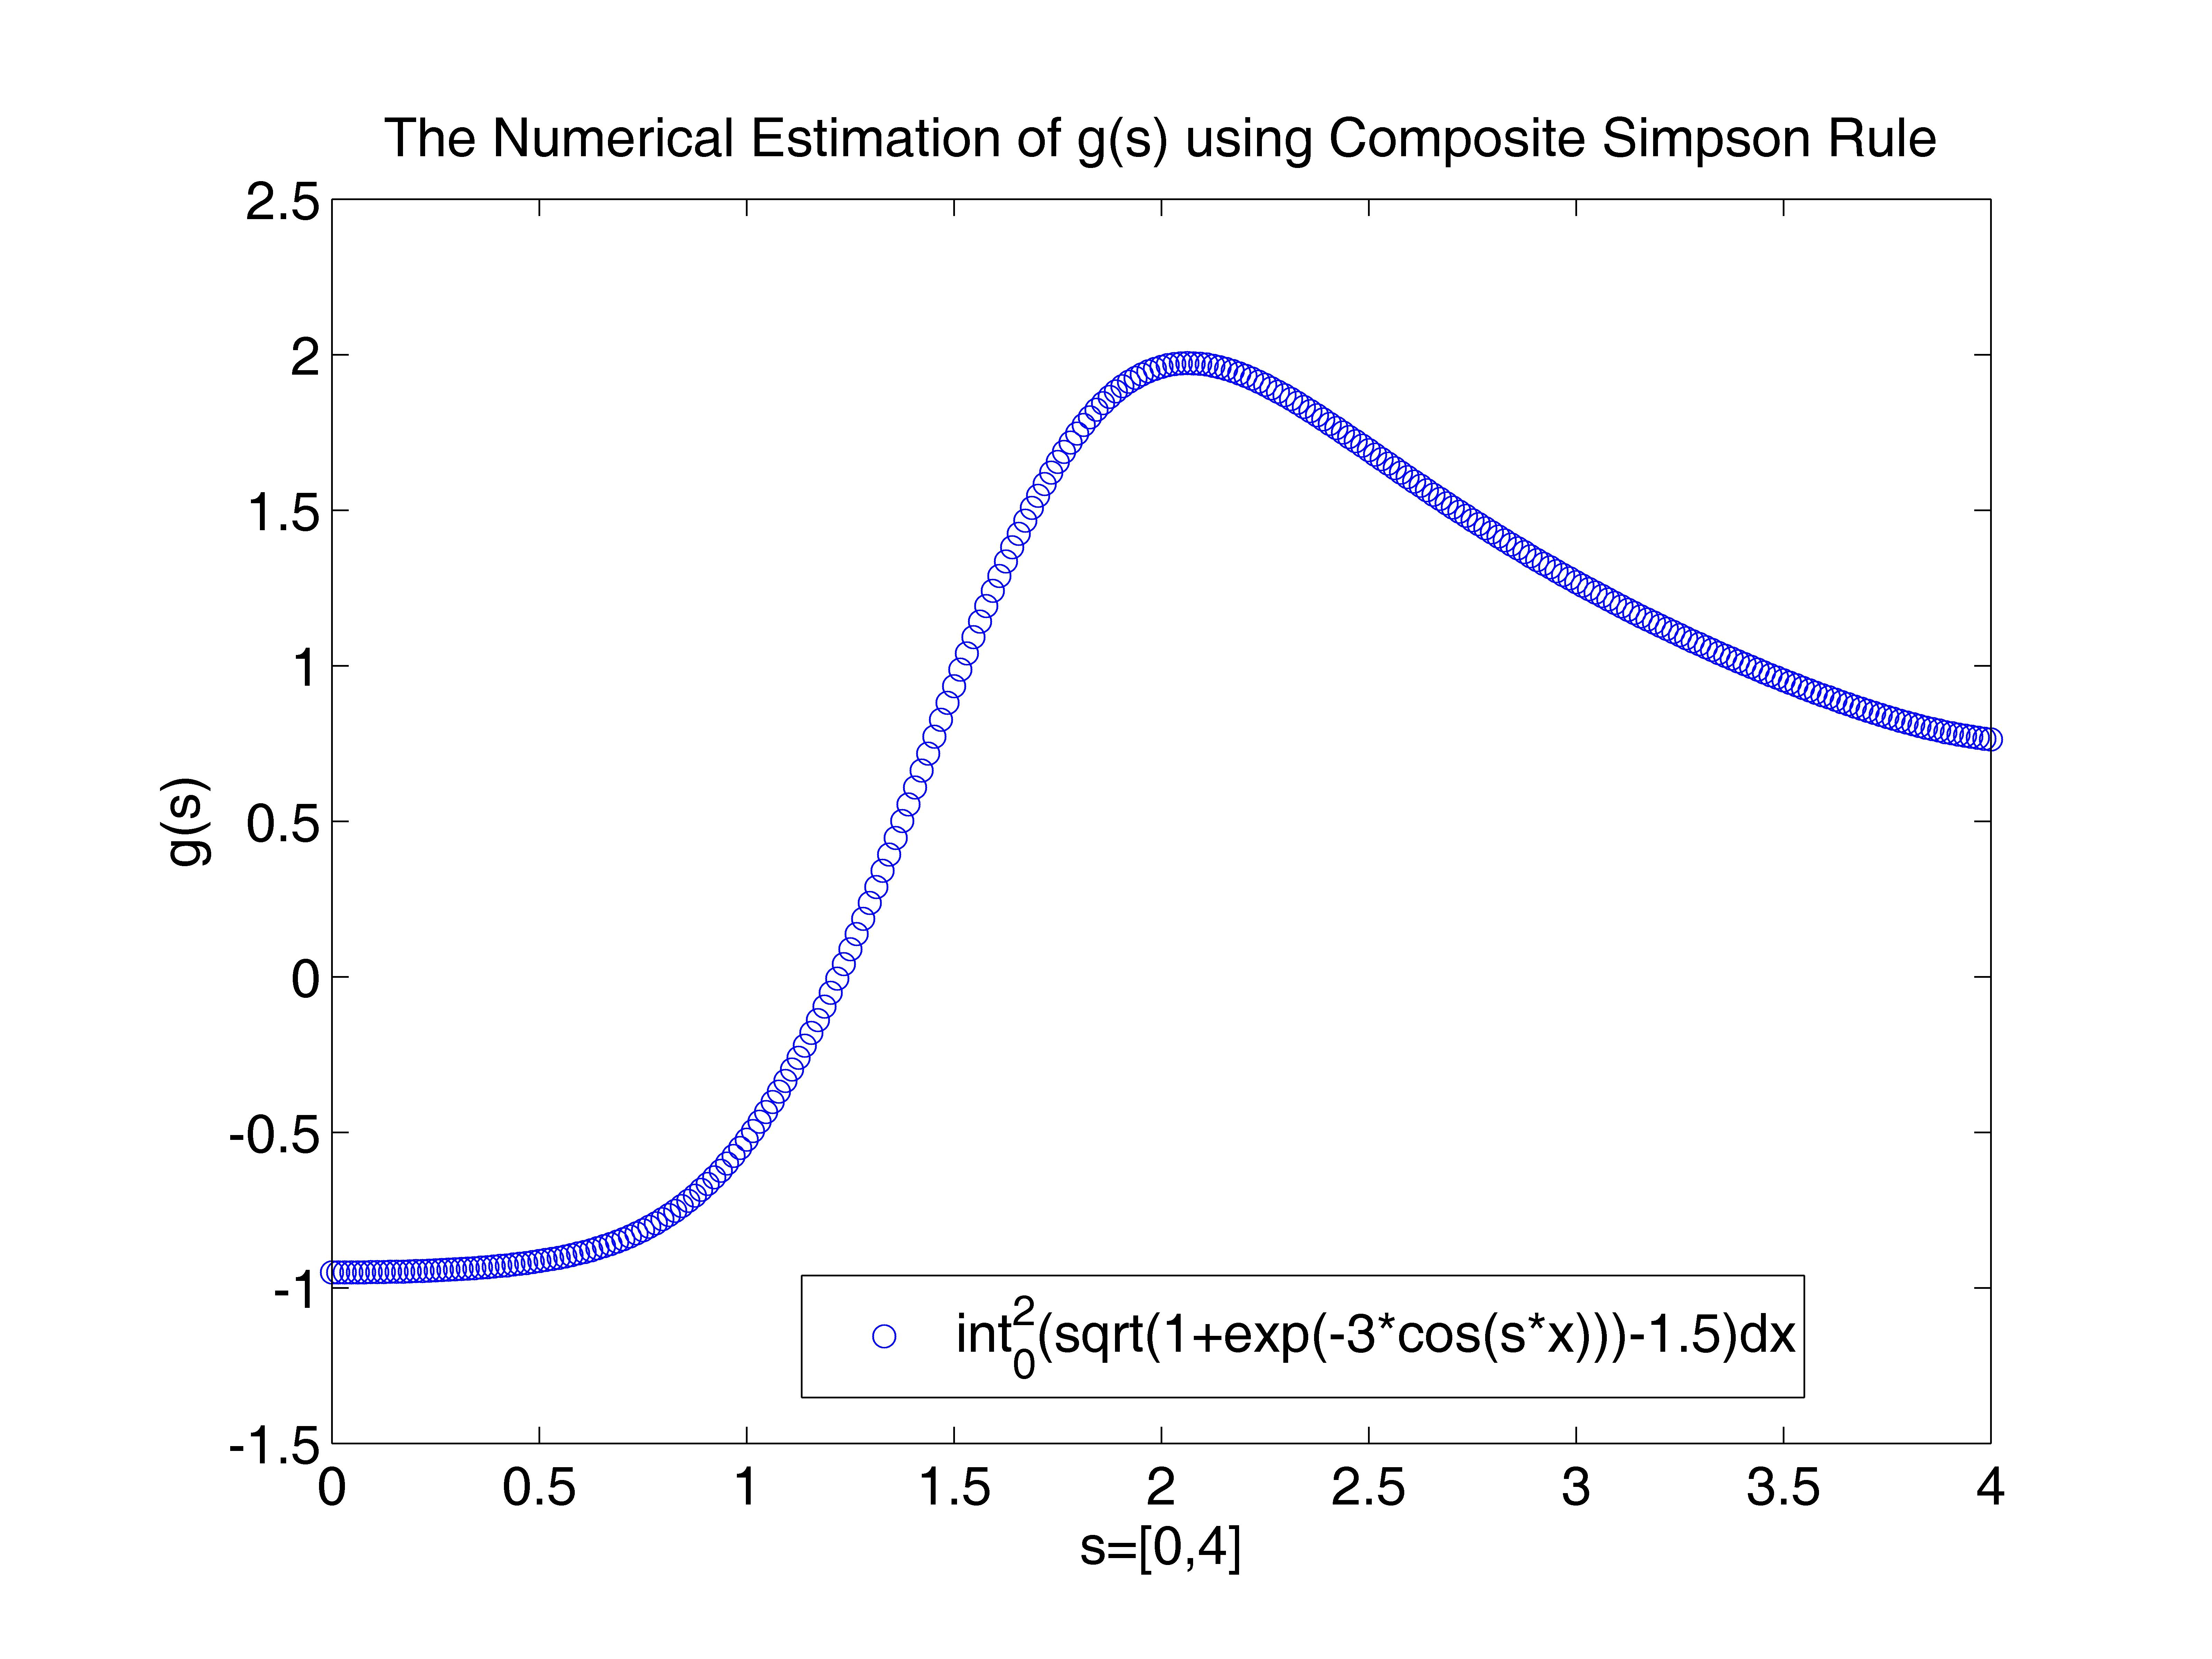 The Numerical Estimation of g(s) using Composite Simpson Rule
2.5
2
1.5
1
0.5
0
-0.5
-1
-1.5
g(s)
int_0^2(sqrt(1+exp(-3*cos(s*x)))-1.5)dx
0 0.5 1 1.5 2 2.5 3 3.5 4
s=[0,4]